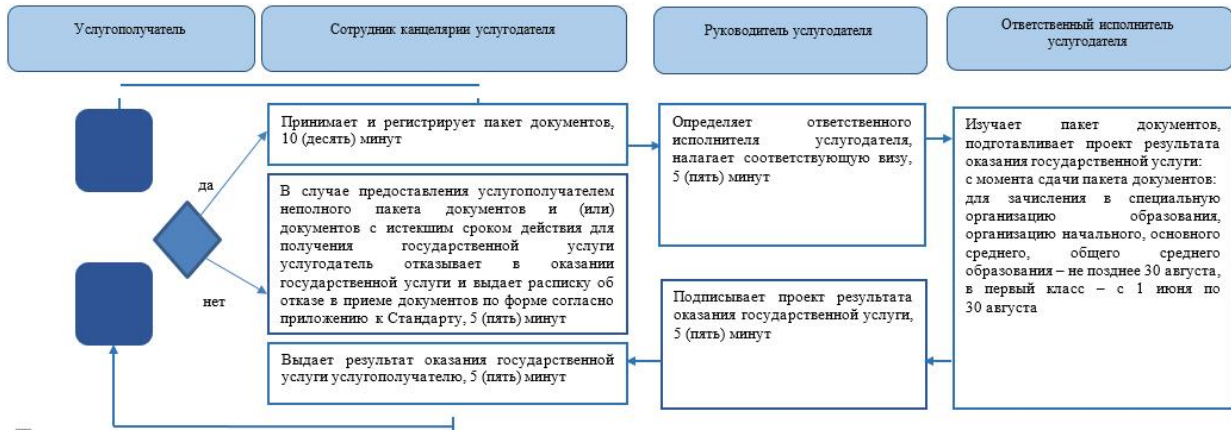 Услугополучатель
Сотрудник канцелярии услугодателя
Руководитель услугодателя
Ответственный исполнитель
услугодателя
Принимает и регистрирует пакет документов,
10 (десять) минут
Определяет ответственного
исполнителя услугодателя,
налагает соответствующую визу,
5 (пять) минут
Изучает пакет документов,
подготавливает проект результата
оказания государственной услуги:
с момента сдачи пакета документов:
для зачисления в специальную
организацию образования,
организацию начального, основного
среднего, общего среднего
образования – не позднее 30 августа,
в первый класс – с 1 июня по
30 августа
да
В случае предоставления услугополучателем
неполного пакета документов и (или)
документов с истекшим сроком действия для
получения государственной услуги
услугодатель отказывает в оказании
государственной услуги и выдает расписку об
отказе в приеме документов по форме согласно
приложению к Стандарту, 5 (пять) минут
нет
Подписывает проект результата
оказания государственной услуги,
5 (пять) минут
Выдает результат оказания государственной
услуги услугополучателю, 5 (пять) минут